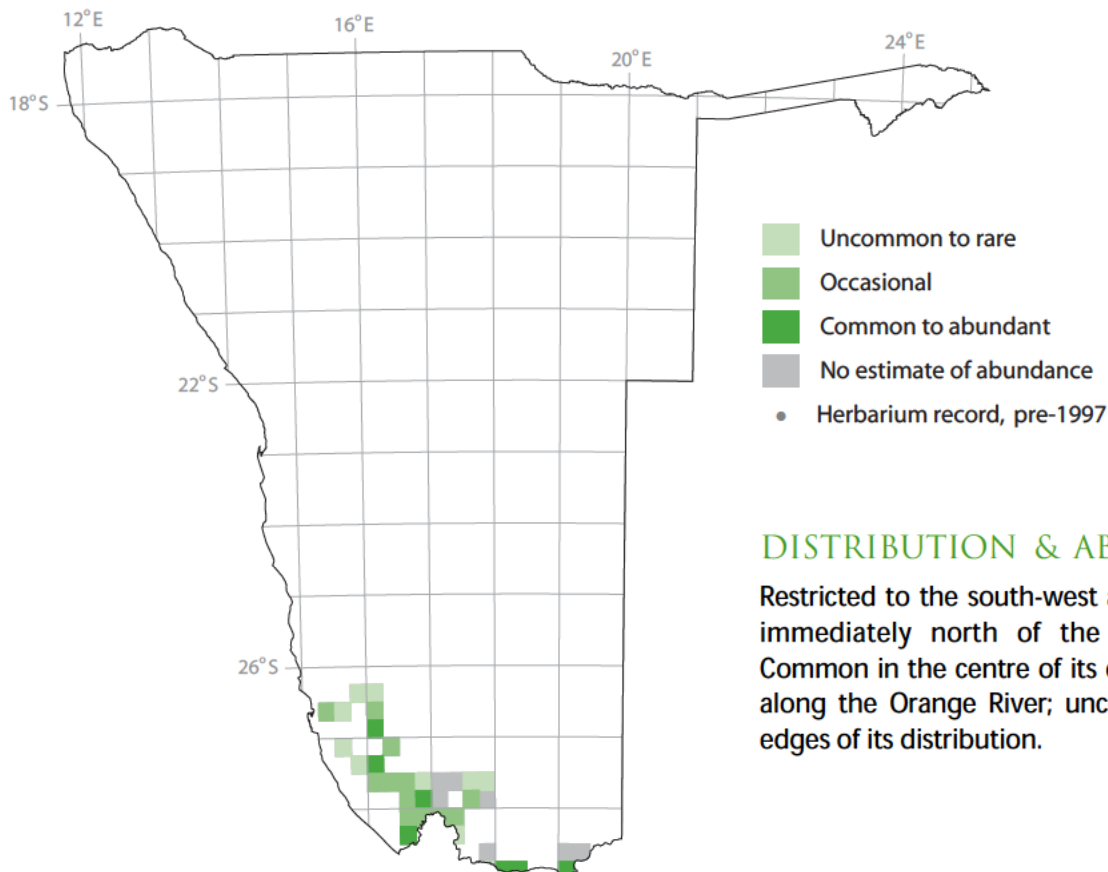 12°E
16°E
20°E
24°E
18°S
22°S
26°S
Uncommon to rare
Occasional
Common to abundant
No estimate of abundance
Herbarium record, pre-1997
DISTRIBUTION & AB
Restricted to the south-west a
immediately north of the
Common in the centre of its
along the Orange River; unc
edges of its distribution.